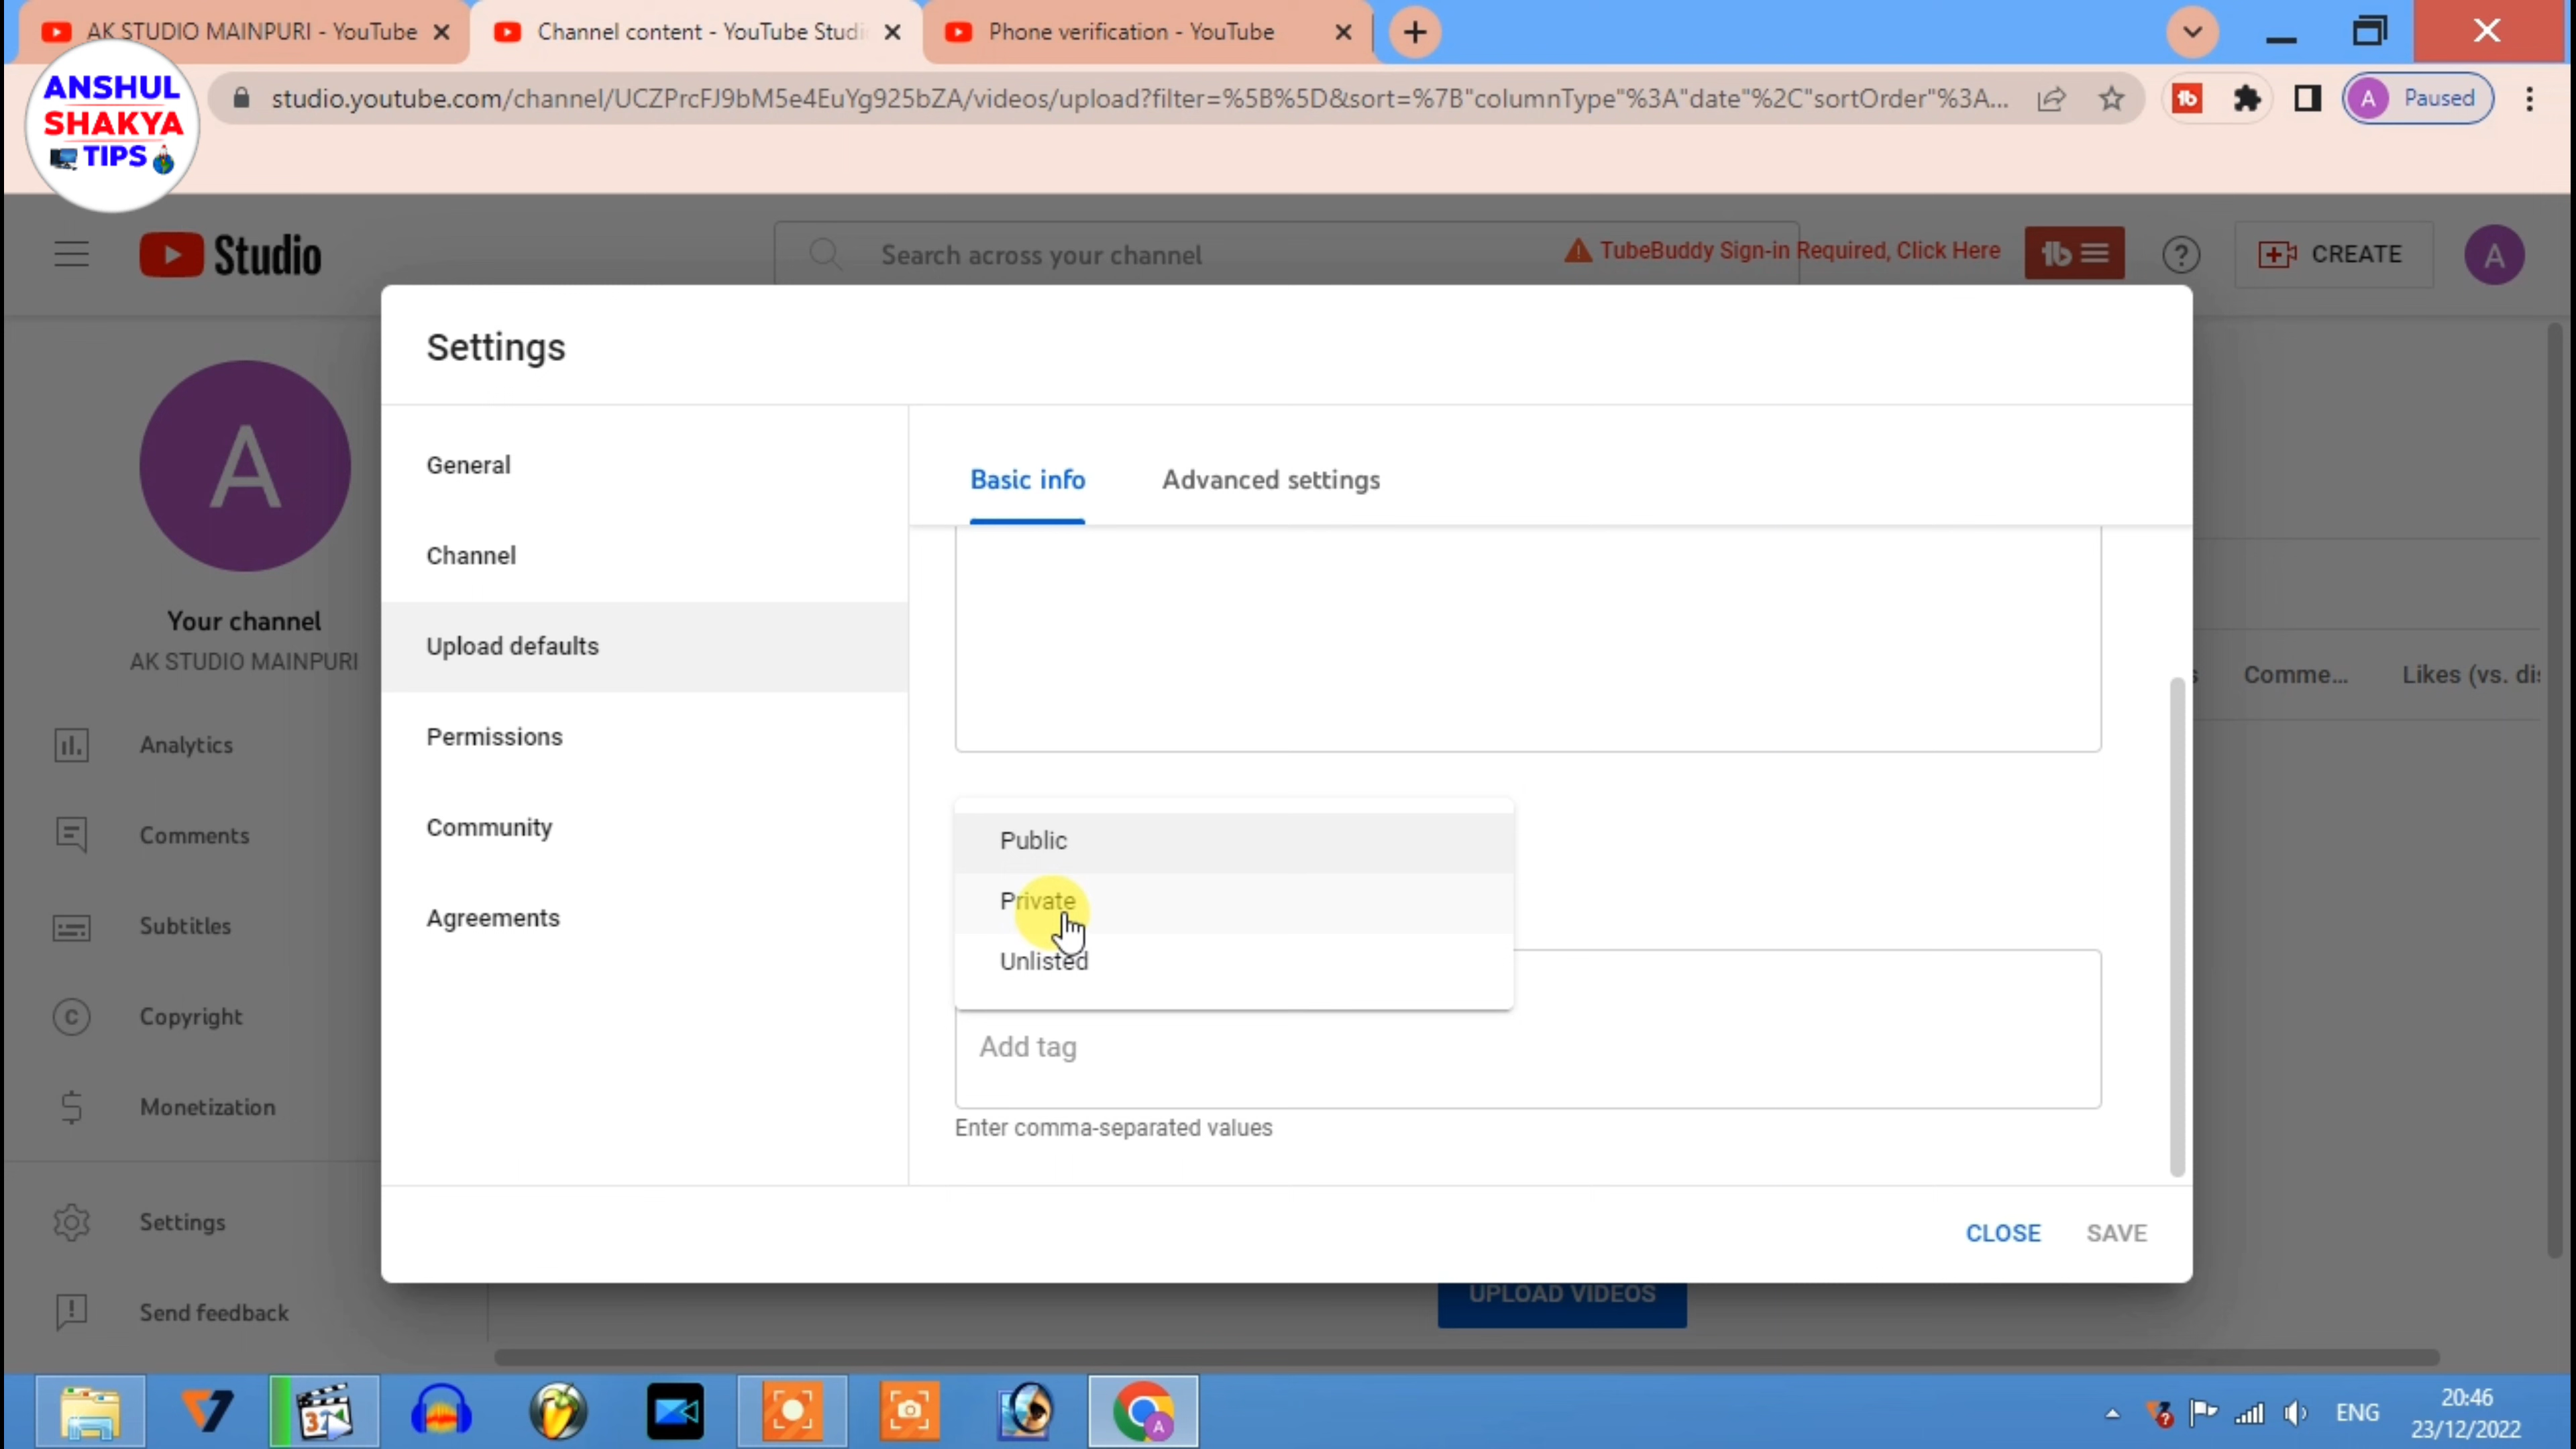 AK STUDIO MAINPURI - YouTube
Channel content - YouTube Studi
Phone verification - YouTube
ANSHUL
SHAKYA
TIPS
studio.youtube.com/channel/UCZPrcFJ9bM5e4EuYg925bZA/videos/upload?filter=%5B%5D&sort=%7B"columnType"%3A"date"%2C"sortOrder"%3A...
A Paused
Studio
Search across your channel
TubeBuddy Sign-in Required, Click Here
CREATE
A
Settings
A
Your channel
AK STUDIO MAINPURI
Analytics
Comments
Subtitles
Copyright
Monetization
Settings
Send feedback
General
Channel
Upload defaults
Permissions
Community
Agreements
Basic info
Advanced settings
Public
Private
Unlisted
Add tag
Enter comma-separated values
Comme...
Likes (vs. di
CLOSE
SAVE
UPLOAD VIDEOS
ENG
20:46
23/12/2022